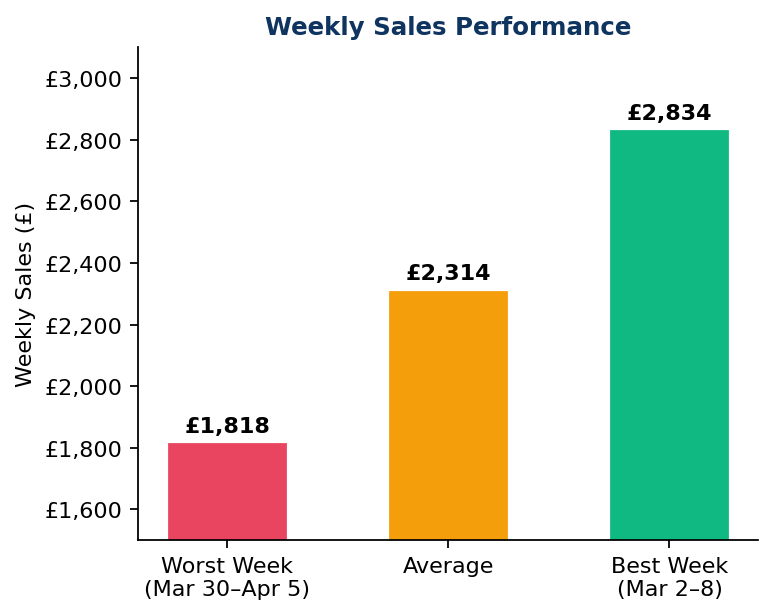 Weekly Sales Performance
Weekly Sales (£)
£3,000
£2,800
£2,600
£2,400
£2,200
£2,000
£1,800
£1,600
£1,818
£2,314
£2,834
Worst Week
(Mar 30–Apr 5)
Average
Best Week
(Mar 2–8)